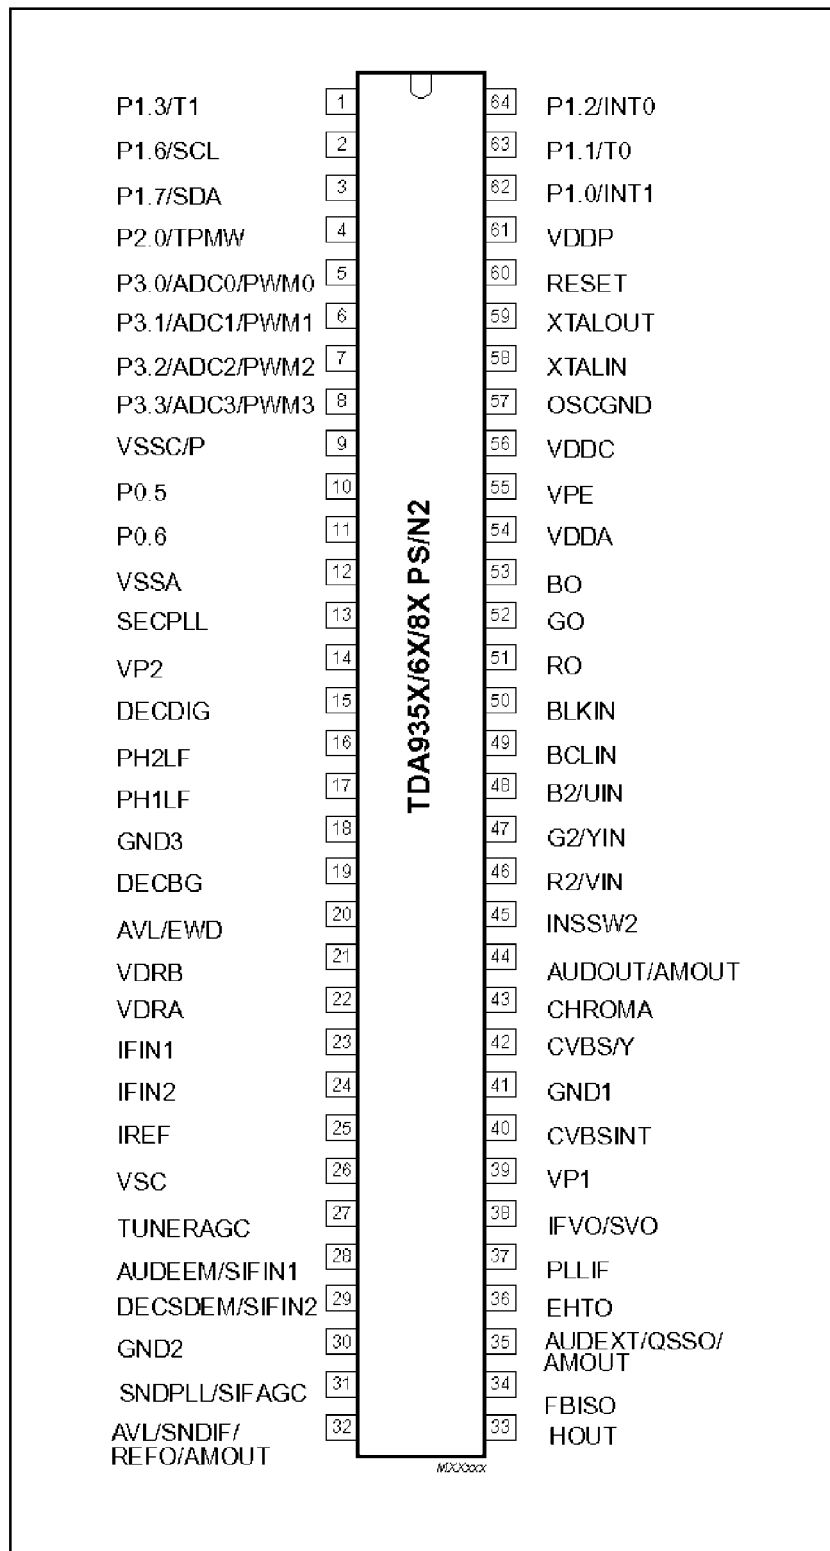 P1.3/T1 1 64 P1.2/INT0
P1.6/SCL 2 63 P1.1/T0
P1.7/SDA 3 62 P1.0/INT1
P2.0/TPMW 4 61 VDDP
P3.0/ADC0/PWM0 5 60 RESET
P3.1/ADC1/PWM1 6 59 XTALOUT
P3.2/ADC2/PWM2 7 58 XTALIN
P3.3/ADC3/PWM3 8 57 OSCGND
VSSC/P 9 56 VDDC
P0.5 10 55 VPE
P0.6 11 54 VDDA
VSSA 12 53 BO
SECPLL 13 52 GO
VP2 14 51 RO
DECDIG 15 50 BLKIN
PH2LF 16 49 BCLIN
PH1LF 17 48 B2/UIN
GND3 18 47 G2/YIN
DECBG 19 46 R2/VIN
AVL/EWD 20 45 INSSW2
VDRB 21 44 AUDOUT/AMOUT
VDRA 22 43 CHROMA
IFIN1 23 42 CVBS/Y
IFIN2 24 41 GND1
IREF 25 40 CVBSINT
VSC 26 39 VP1
TUNERAGC 27 38 IFVO/SVO
AUDEEM/SIFIN1 28 37 PLLIF
DECSDEM/SIFIN2 29 36 EHTO
GND2 30 35 AUDEXT/QSSO/
AMOUT
SNDPLL/SIFAGC 31 34 FBISO
AVL/SNDIF/ 32 33 HOUT
REFO/AMOUT
TDA935X/6X/8X PS/N2
MXXxxx